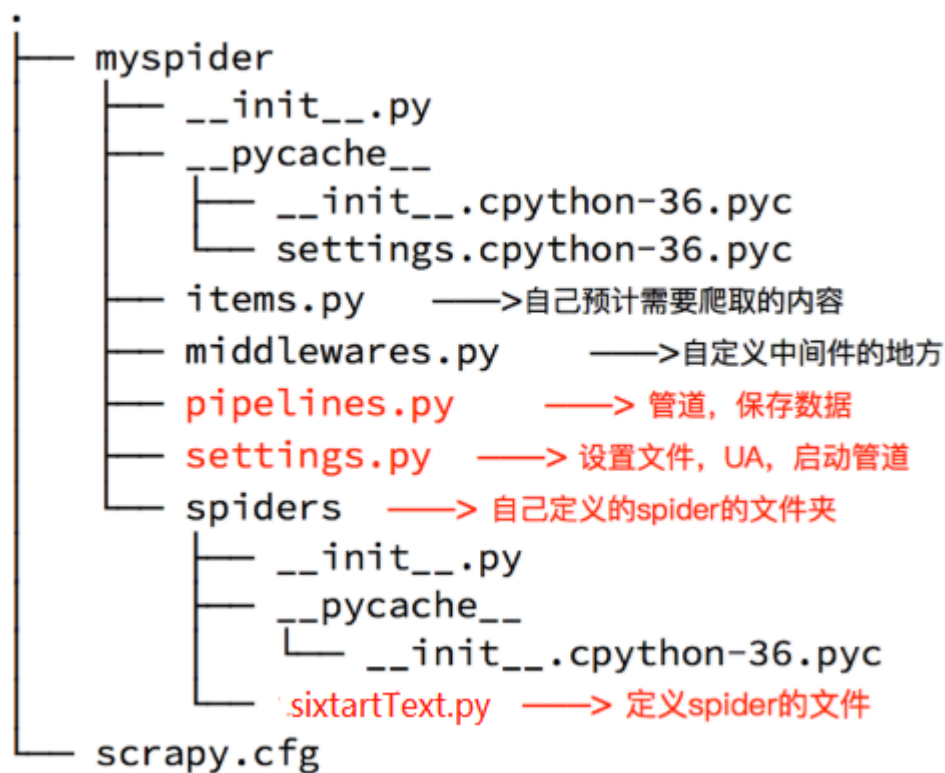 .
├── myspider
├── __init__.py
├── __pycache__
├── __init__.cpython-36.pyc
└── settings.cpython-36.pyc
├── items.py ——>自己预计需要爬取的内容
├── middlewares.py ——>自定义中间件的地方
├── pipelines.py ——> 管道，保存数据
├── settings.py ——> 设置文件，UA，启动管道
└── spiders ——> 自己定义的spider的文件夹
├── __init__.py
├── __pycache__
└── __init__.cpython-36.pyc
└── sixtartText.py ——> 定义spider的文件
└── scrapy.cfg